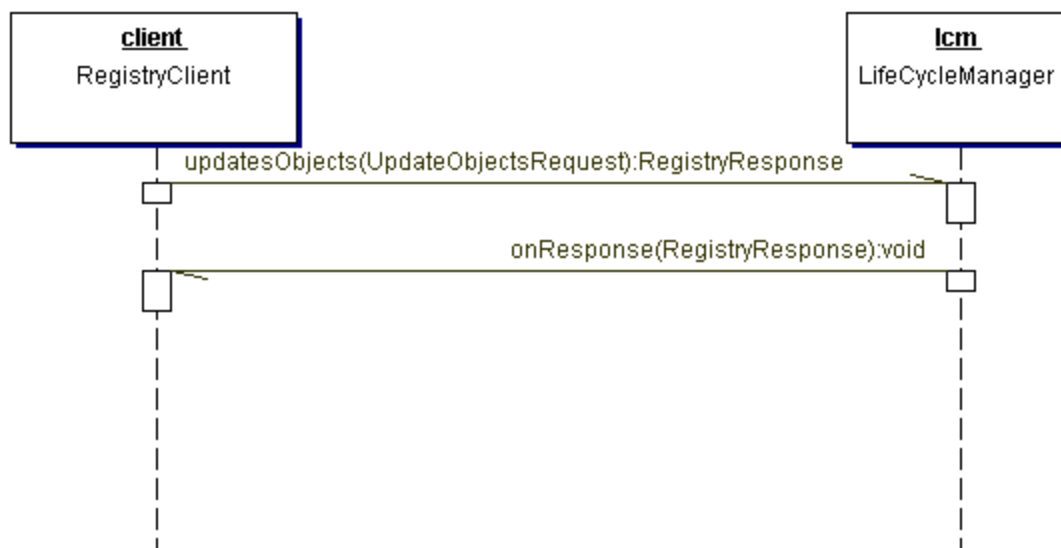 client
RegistryClient
lcm
LifeCycleManager
updatesObjects(UpdateObjectsRequest):RegistryResponse
onResponse(RegistryResponse):void